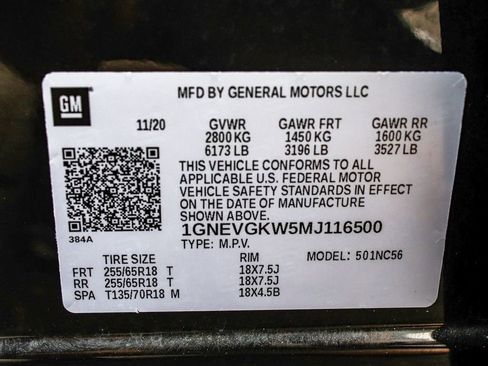 GM
MFD BY GENERAL MOTORS LLC
11/20 GVWR GAWR FRT GAWR RR
2800 KG 1450 KG 1600 KG
6173 LB 3196 LB 3527 LB
THIS VEHICLE CONFORMS TO ALL
APPLICABLE U.S. FEDERAL MOTOR
VEHICLE SAFETY STANDARDS IN EFFECT
ON THE DATE OF MANUFACTURE
SHOWN ABOVE.
384A
1GNEVGKW5MJ116500
TYPE: M.P.V. MODEL: 501NC56
TIRE SIZE RIM
FRT 255/65R18 T 18X7.5J
RR 255/65R18 T 18X7.5J
SPA T135/70R18 M 18X4.5B